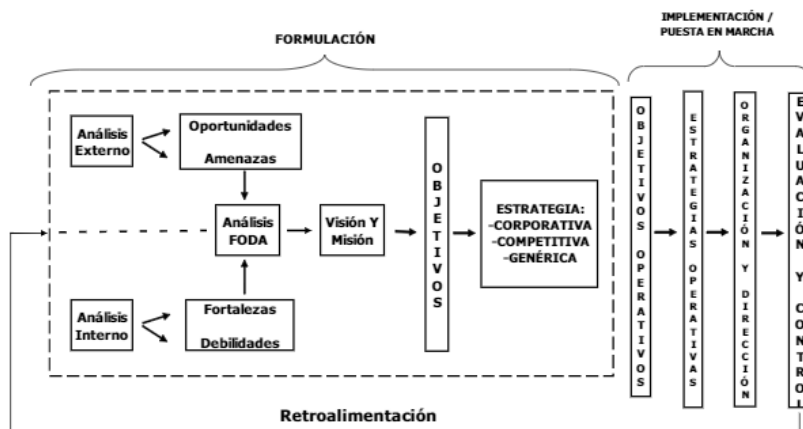 IMPLEMENTACIÓN /
PUESTA EN MARCHA
FORMULACIÓN
Análisis
Externo
Oportunidades
Amenazas
Análisis
FODA
Visión Y
Misión
OBJETIVOS
ESTRATEGIA:
-CORPORATIVA
-COMPETITIVA
-GENÉRICA
Análisis
Interno
Fortalezas
Debilidades
OBJETIVOS OPERATIVOS
ESTRATEGIAS OPERATIVAS
ORGANIZACIÓN Y DIRECCIÓN
EVALUACIÓN Y CONTROL
Retroalimentación